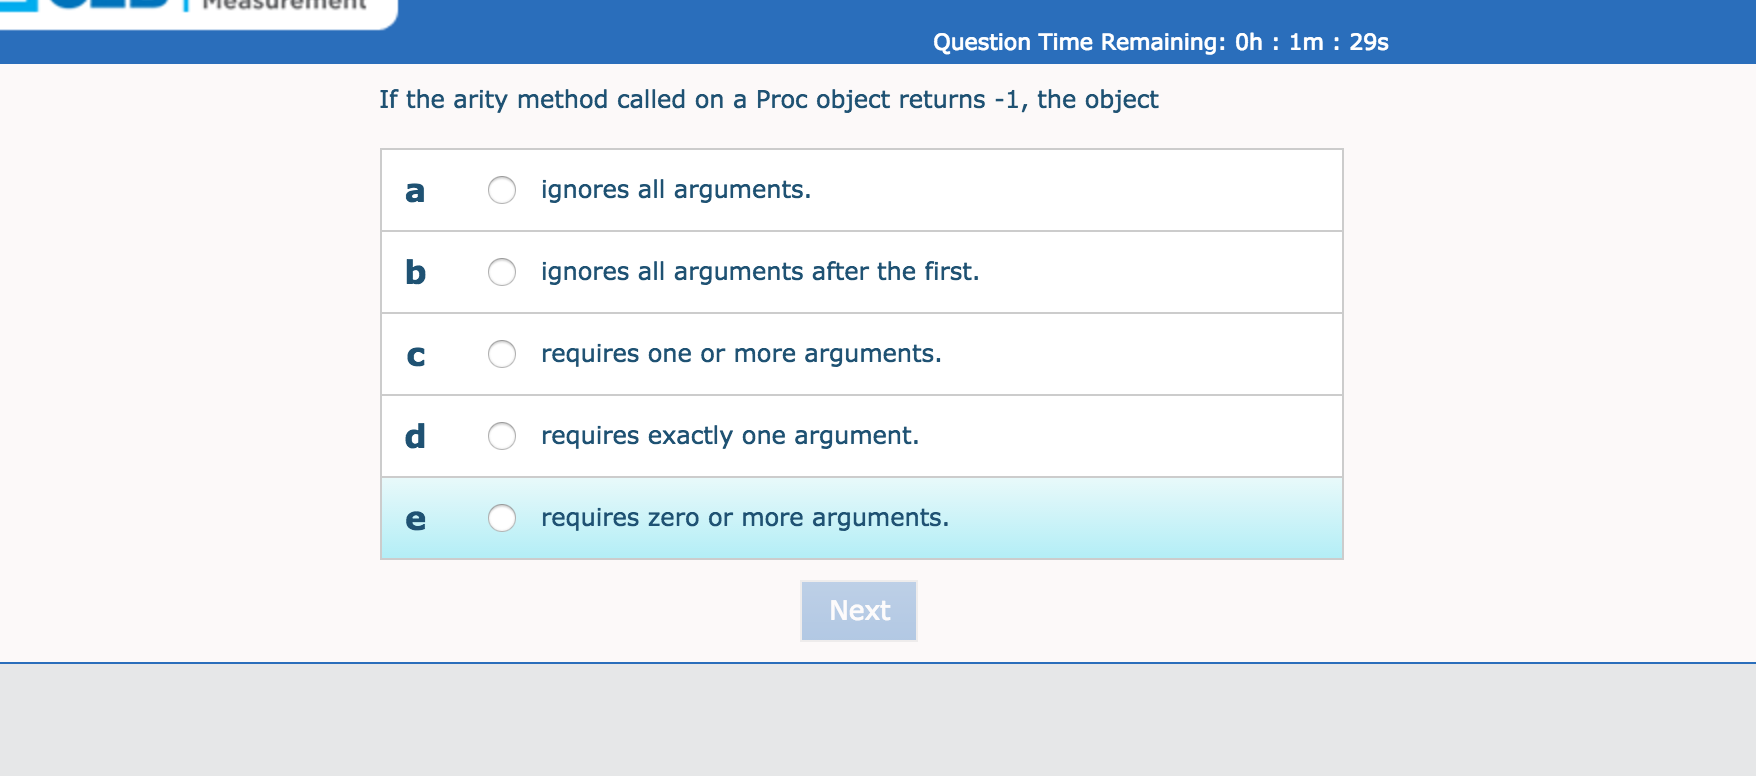 Measurement
Question Time Remaining: 0h : 1m : 29s
If the arity method called on a Proc object returns -1, the object
a ignores all arguments.
b ignores all arguments after the first.
c requires one or more arguments.
d requires exactly one argument.
e requires zero or more arguments.
Next